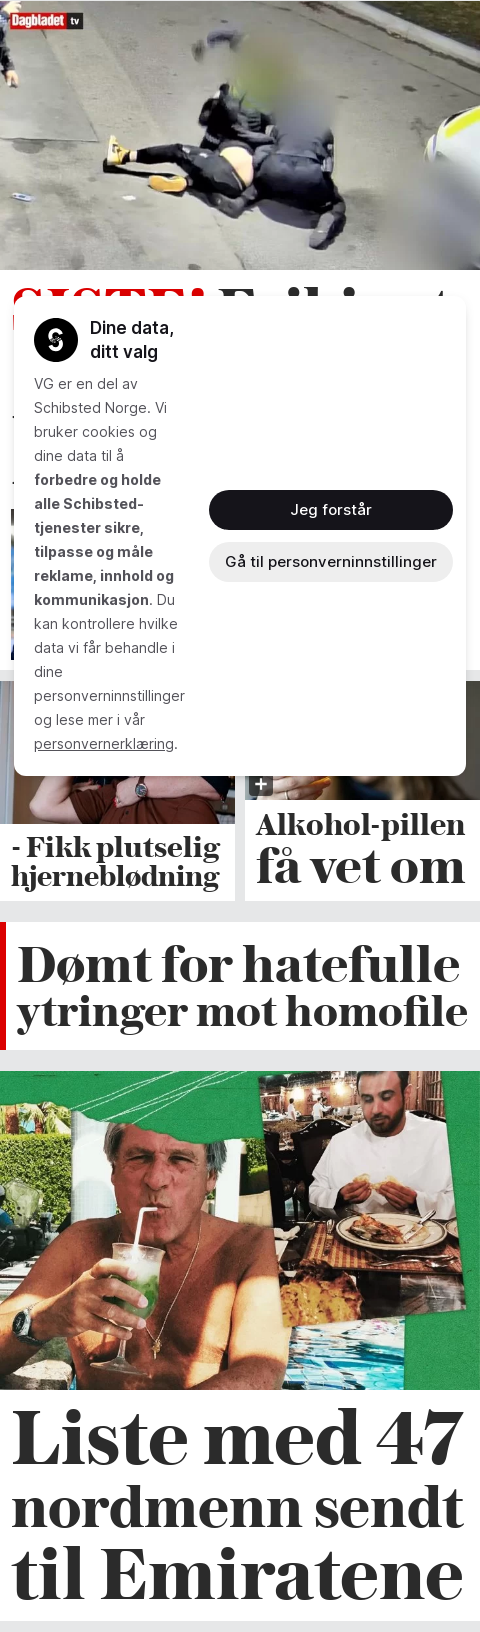 Dagbladet tv
SISTE!
Dine data,
ditt valg
VG er en del av
Schibsted Norge. Vi
bruker cookies og
dine data til å
forbedre og holde
alle Schibsted-
tjenester sikre,
tilpasse og måle
reklame, innhold og
kommunikasjon. Du
kan kontrollere hvilke
data vi får behandle i
dine
personverninnstillinger
og lese mer i vår
personvernerklæring.
Jeg forstår
Gå til personverninnstillinger
- Fikk plutselig
hjerneblødning
Alkohol-pillen
få vet om
Dømt for hatefulle
ytringer mot homofile
Liste med 47
nordmenn sendt
til Emiratene